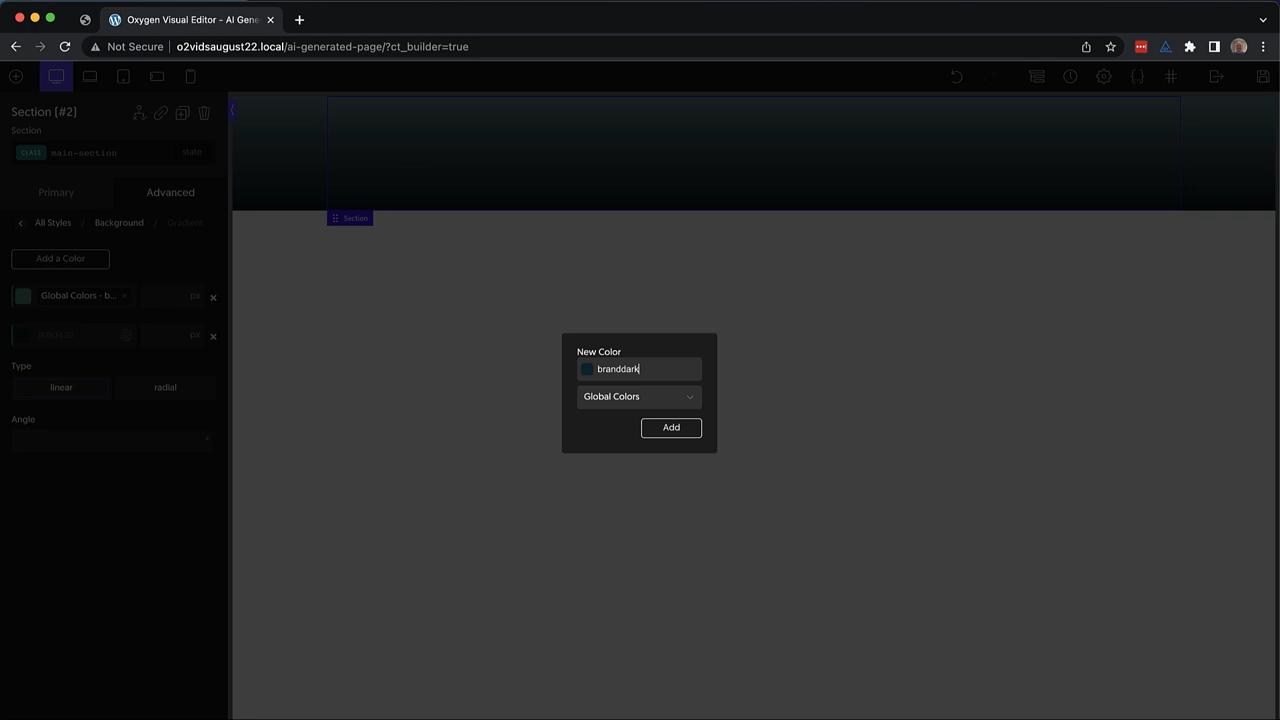 Oxygen Visual Editor - AI Gene
Not Secure
o2vidsaugust22.local/ai-generated-page/?ct_builder=true
Section [#2]
Section
CLASS main-section state
Primary Advanced
All Styles / Background / Gradient
Add a Color
Global Colors - b... × px ×
px ×
Type
linear radial
Angle
Section
New Color
branddark
Global Colors
Add